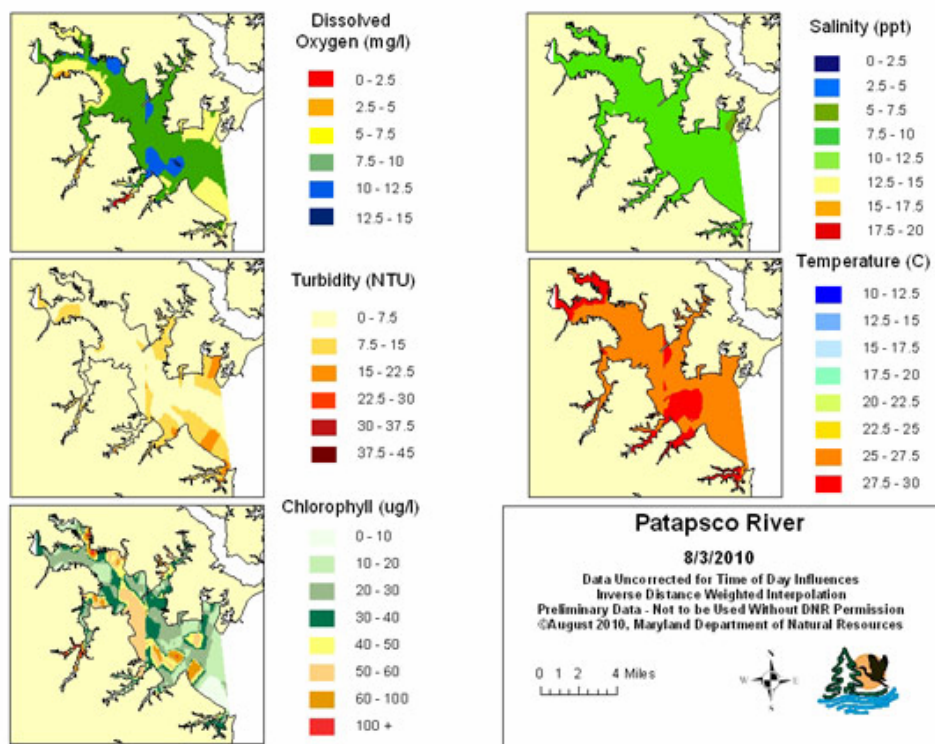 Dissolved
Oxygen (mg/l)
0 - 2.5
2.5 - 5
5 - 7.5
7.5 - 10
10 - 12.5
12.5 - 15
Salinity (ppt)
0 - 2.5
2.5 - 5
5 - 7.5
7.5 - 10
10 - 12.5
12.5 - 15
15 - 17.5
17.5 - 20
Turbidity (NTU)
0 - 7.5
7.5 - 15
15 - 22.5
22.5 - 30
30 - 37.5
37.5 - 45
Temperature (C)
10 - 12.5
12.5 - 15
15 - 17.5
17.5 - 20
20 - 22.5
22.5 - 25
25 - 27.5
27.5 - 30
Chlorophyll (ug/l)
0 - 10
10 - 20
20 - 30
30 - 40
40 - 50
50 - 60
60 - 100
100 +
Patapsco River
8/3/2010
Data Uncorrected for Time of Day Influences
Inverse Distance Weighted Interpolation
Preliminary Data - Not to be Used Without DNR Permission
©August 2010, Maryland Department of Natural Resources
0 1 2 4 Miles
W E